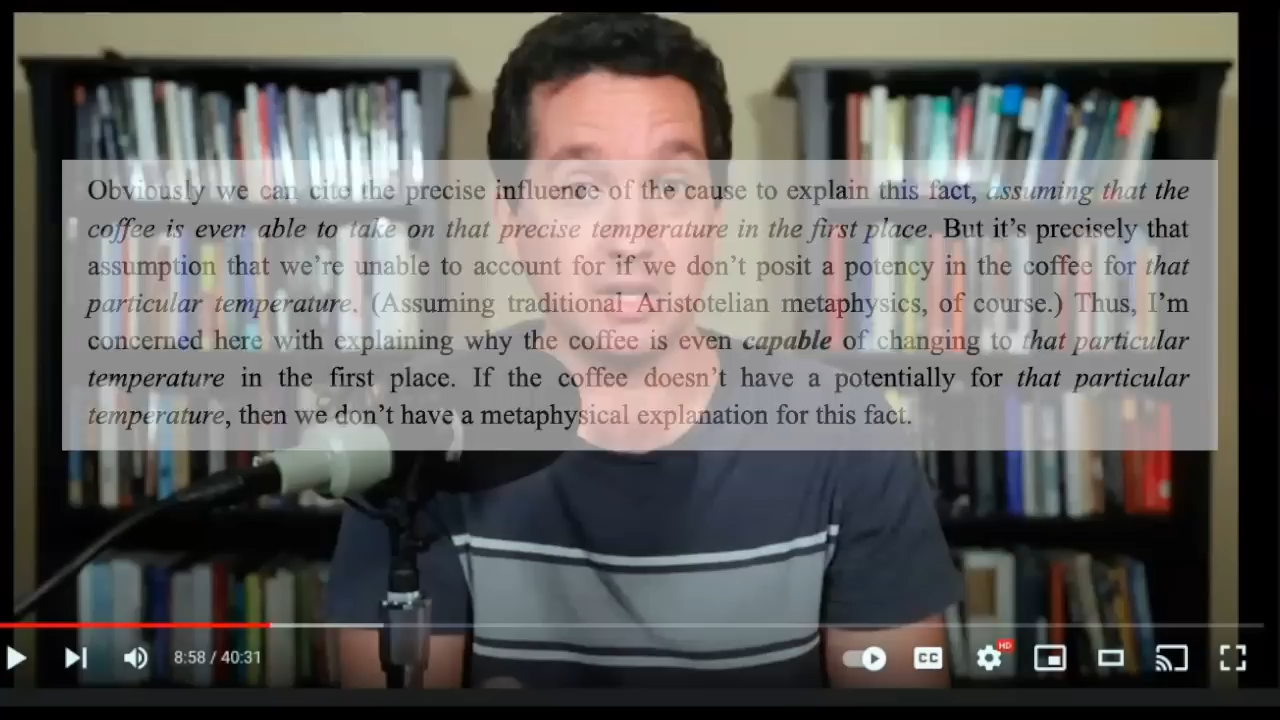 Obviously we can cite the precise influence of the cause to explain this fact, assuming that the
coffee is even able to take on that precise temperature in the first place. But it’s precisely that
assumption that we’re unable to account for if we don’t posit a potency in the coffee for that
particular temperature. (Assuming traditional Aristotelian metaphysics, of course.) Thus, I’m
concerned here with explaining why the coffee is even capable of changing to that particular
temperature in the first place. If the coffee doesn’t have a potentially for that particular
temperature, then we don’t have a metaphysical explanation for this fact.
8:58 / 40:31
CC
HD